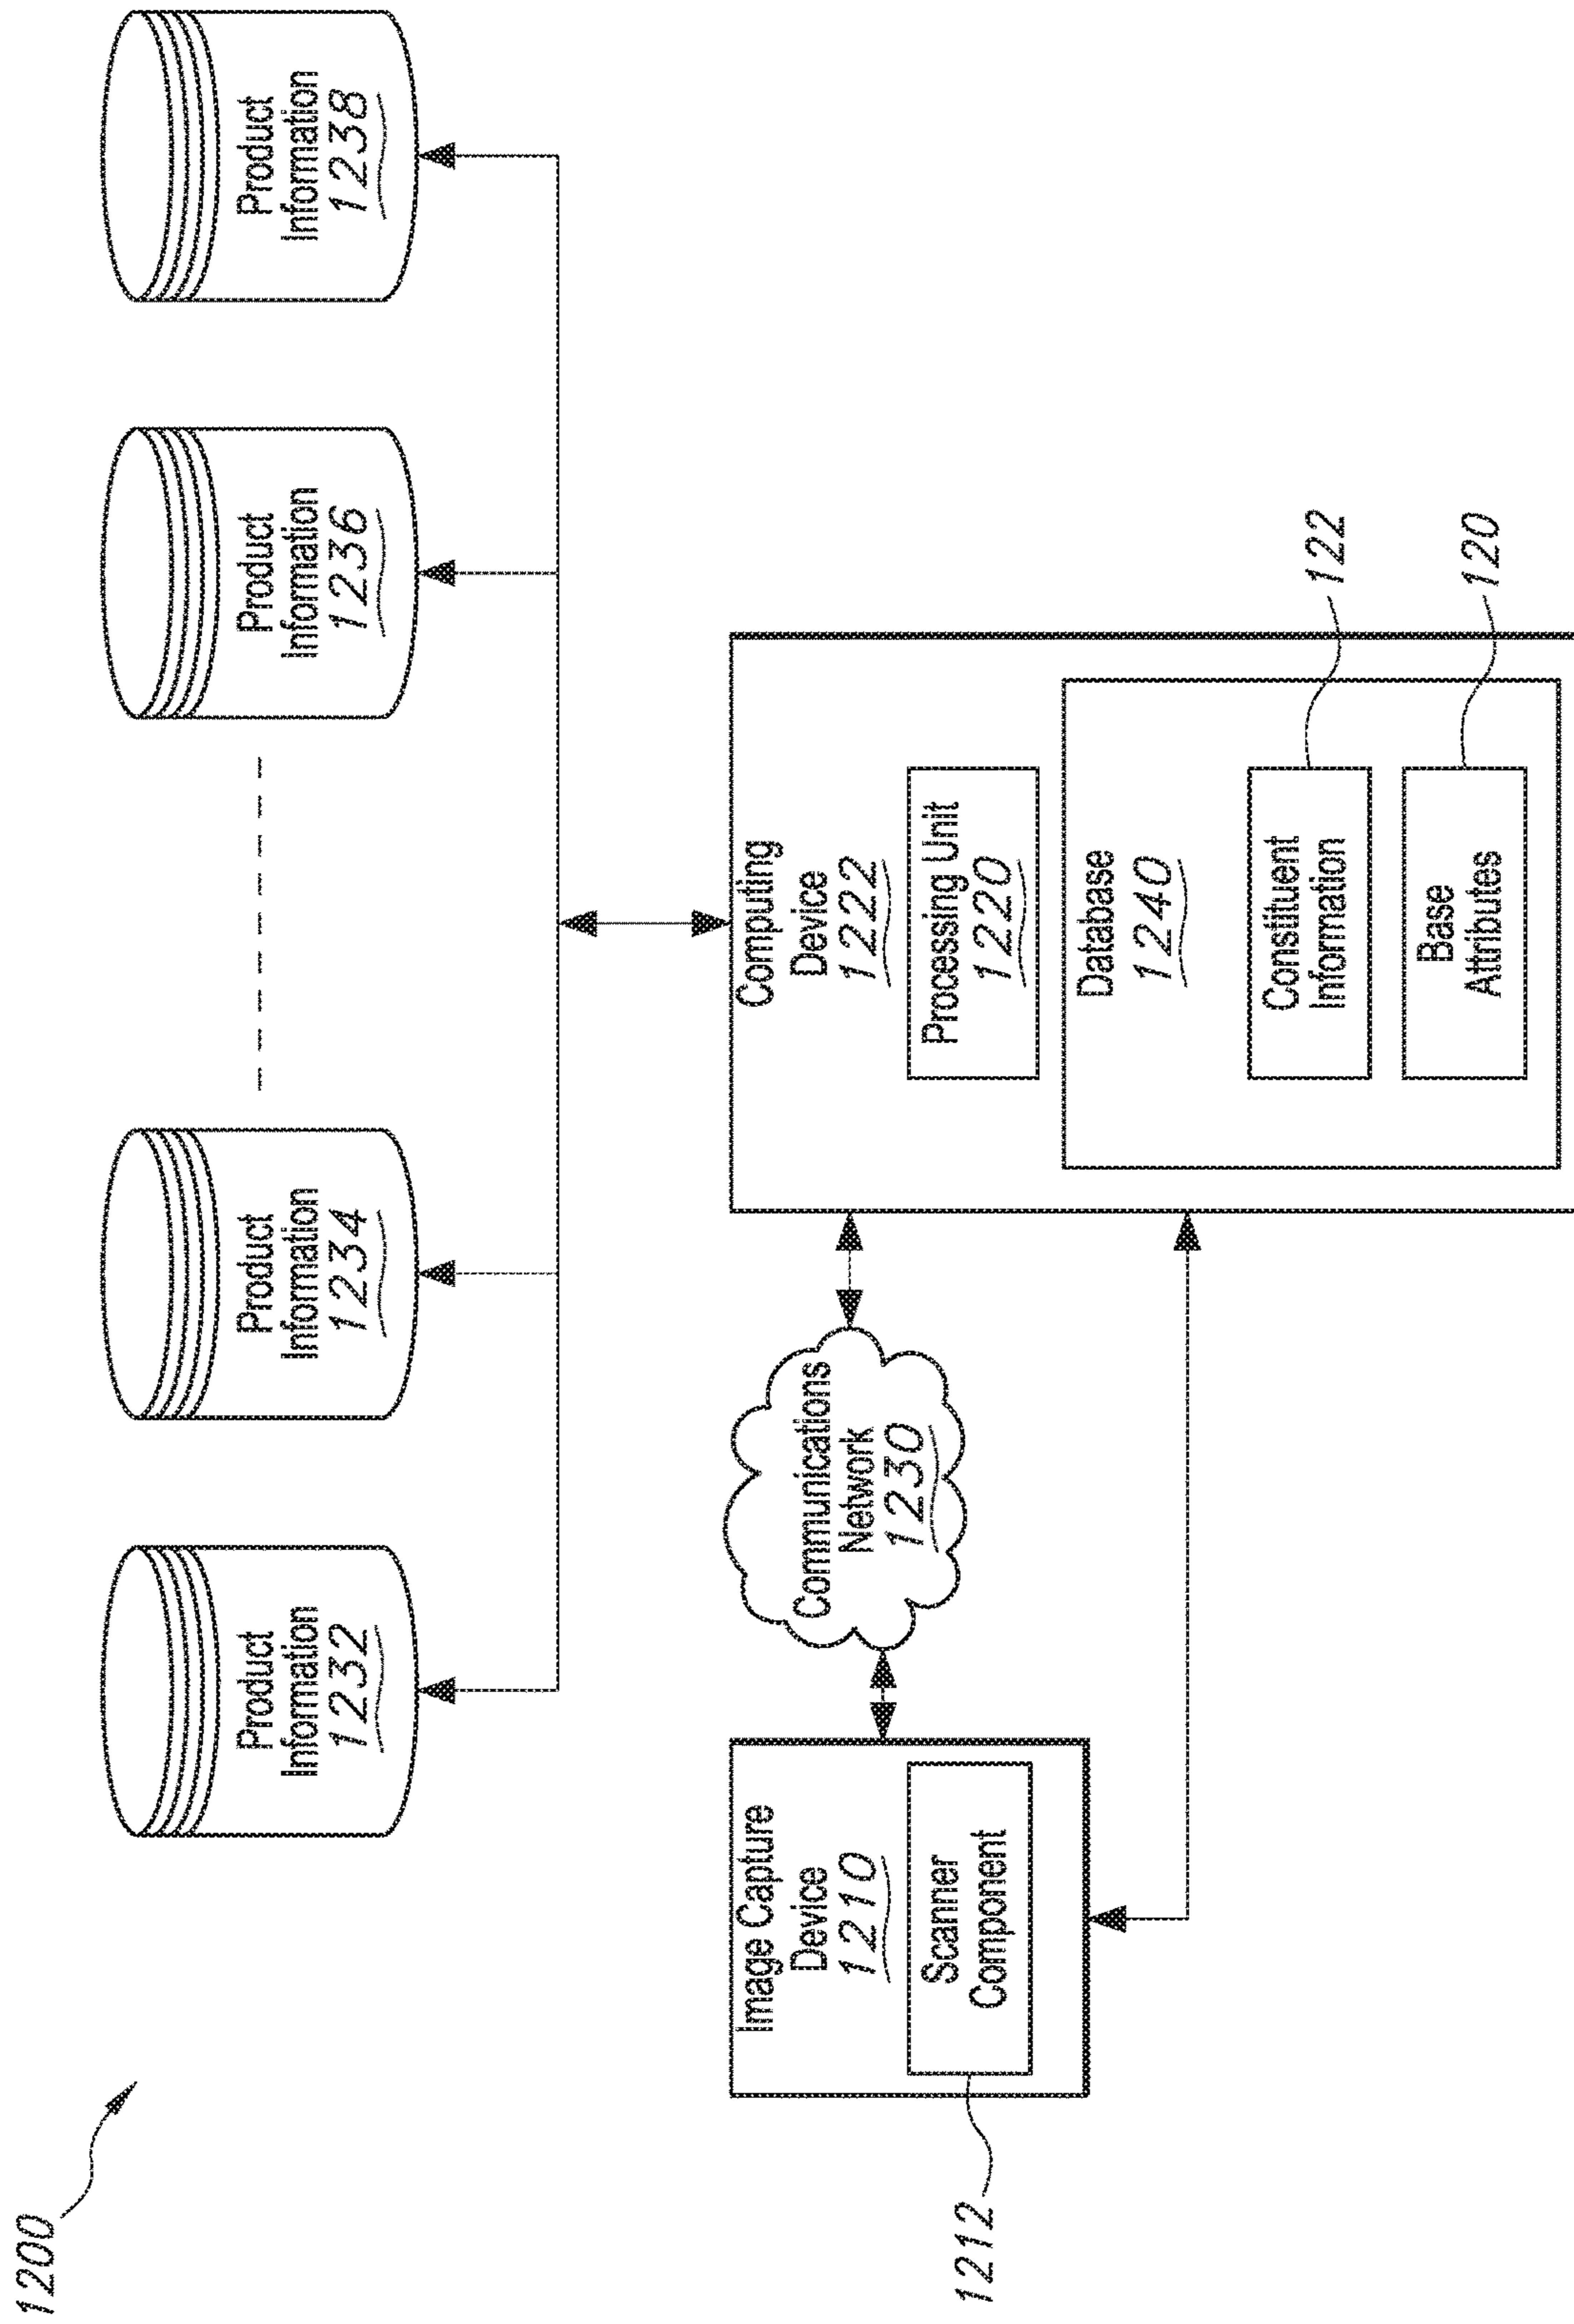 1200
Product
Information
1232
Product
Information
1234
Product
Information
1236
Product
Information
1238
Image Capture
Device
1210
Scanner
Component
1212
Communications
Network
1230
Computing
Device
1222
Processing Unit
1220
Database
1240
Constituent
Information
122
Base
Attributes
120